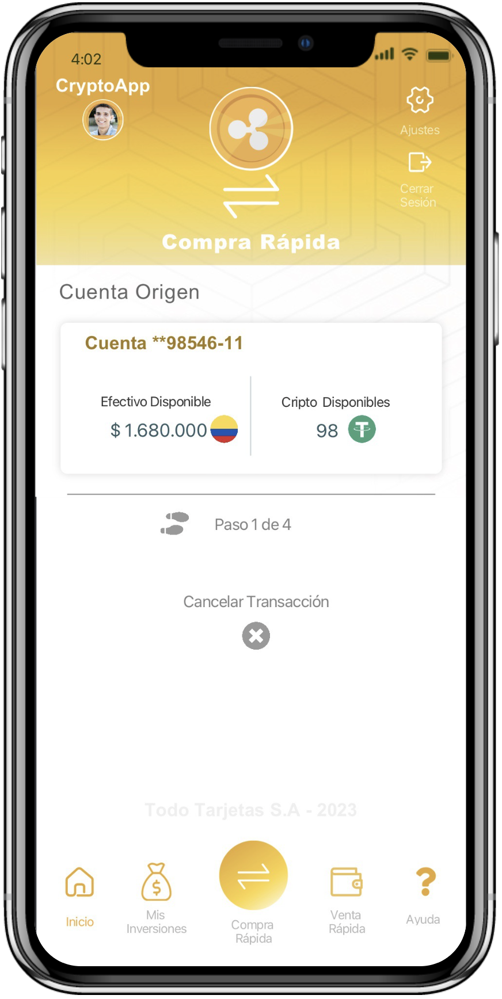 4:02
CryptoApp
Ajustes
Cerrar
Sesión
Compra Rápida
Cuenta Origen
Cuenta **98546-11
Efectivo Disponible
Cripto Disponibles
$ 1.680.000
98
Paso 1 de 4
Cancelar Transacción
Todo Tarjetas S.A - 2023
Inicio
Mis
Inversiones
Compra
Rápida
Venta
Rápida
Ayuda